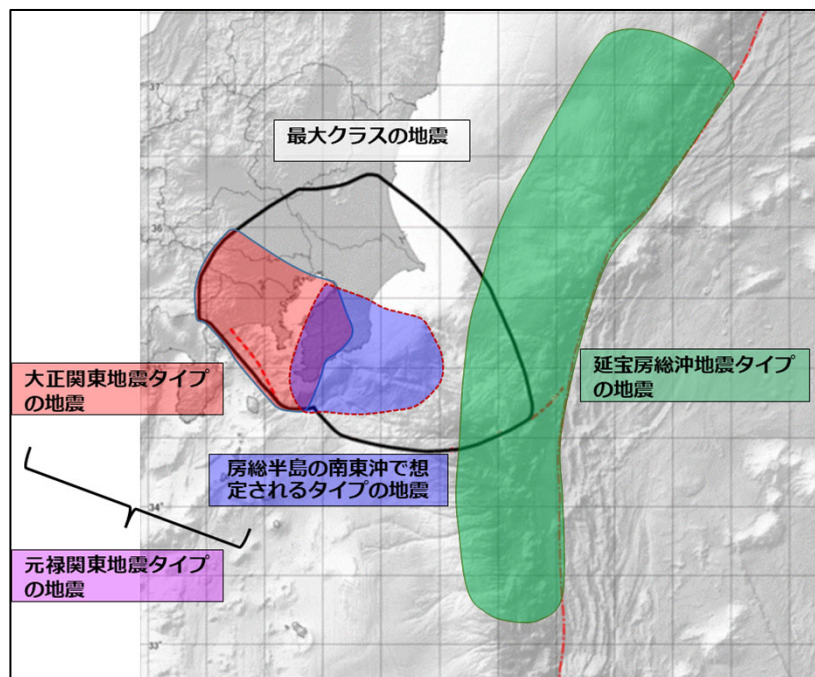 37°
最大クラスの地震
36°
大正関東地震タイプ
の地震
延宝房総沖地震タイプ
の地震
房総半島の南東沖で想
定されるタイプの地震
34°
元禄関東地震タイプ
の地震
33°